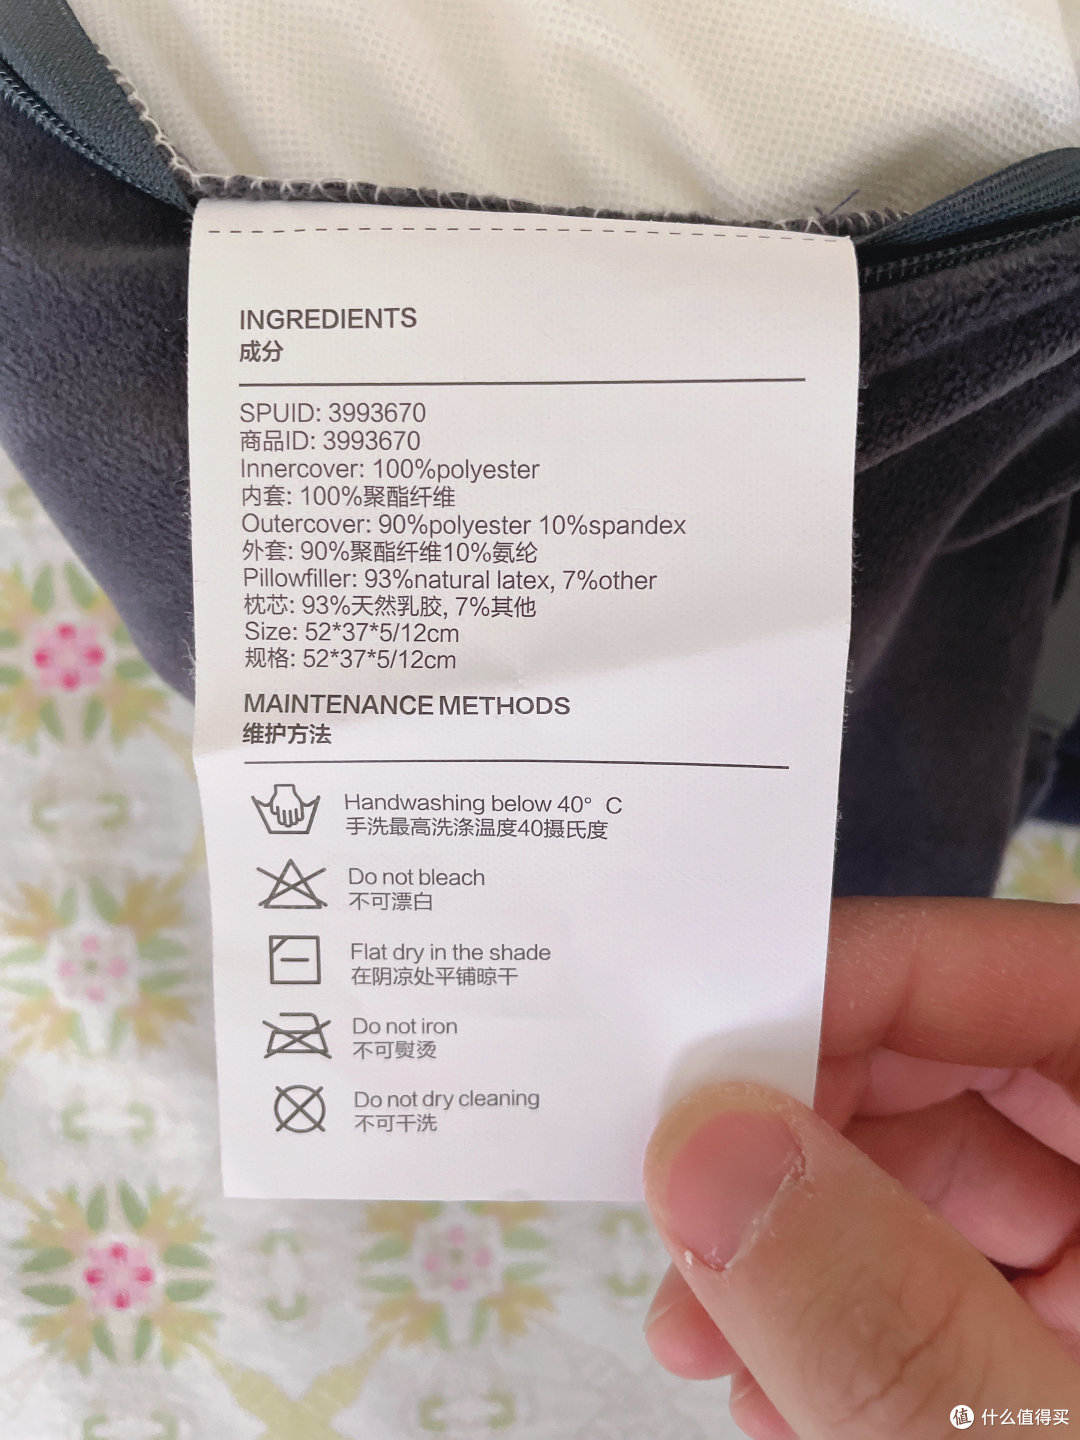 INGREDIENTS
成分
SPUID: 3993670
商品ID: 3993670
Innercover: 100%polyester
内套: 100%聚酯纤维
Outercover: 90%polyester 10%spandex
外套: 90%聚酯纤维10%氨纶
Pillowfiller: 93%natural latex, 7%other
枕芯: 93%天然乳胶, 7%其他
Size: 52*37*5/12cm
规格: 52*37*5/12cm
MAINTENANCE METHODS
维护方法
Handwashing below 40° C
手洗最高洗涤温度40摄氏度
Do not bleach
不可漂白
Flat dry in the shade
在阴凉处平铺晾干
Do not iron
不可熨烫
Do not dry cleaning
不可干洗
值 什么值得买